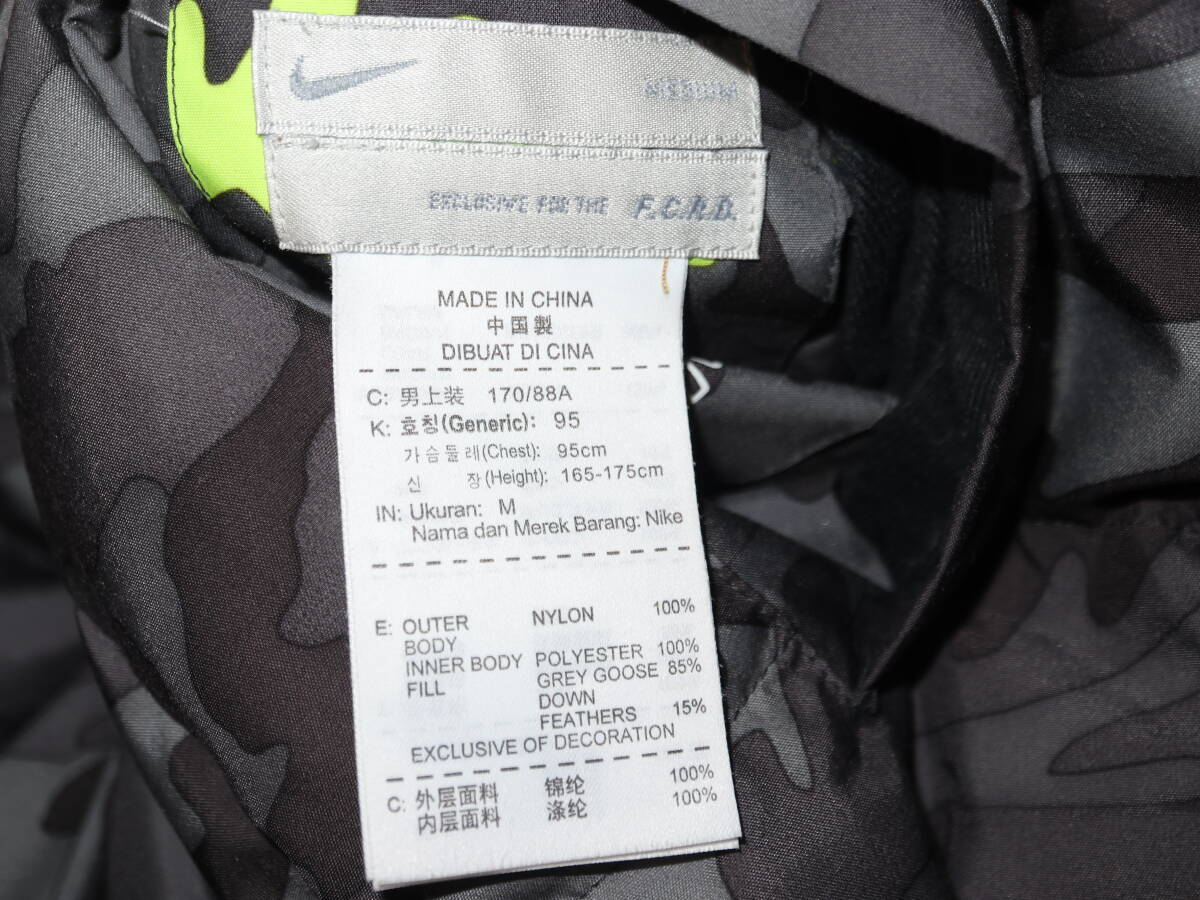 MEDIUM
EXCLUSIVE FOR THE F.C.R.B.
MADE IN CHINA
中国製
DIBUAT DI CINA
C: 男上装 170/88A
K: 호칭(Generic): 95
가슴둘레(Chest): 95cm
신 장(Height): 165-175cm
IN: Ukuran: M
Nama dan Merek Barang: Nike
E: OUTER NYLON 100%
BODY
INNER BODY POLYESTER 100%
FILL GREY GOOSE 85%
DOWN
FEATHERS 15%
EXCLUSIVE OF DECORATION
C: 外层面料 锦纶 100%
内层面料 涤纶 100%